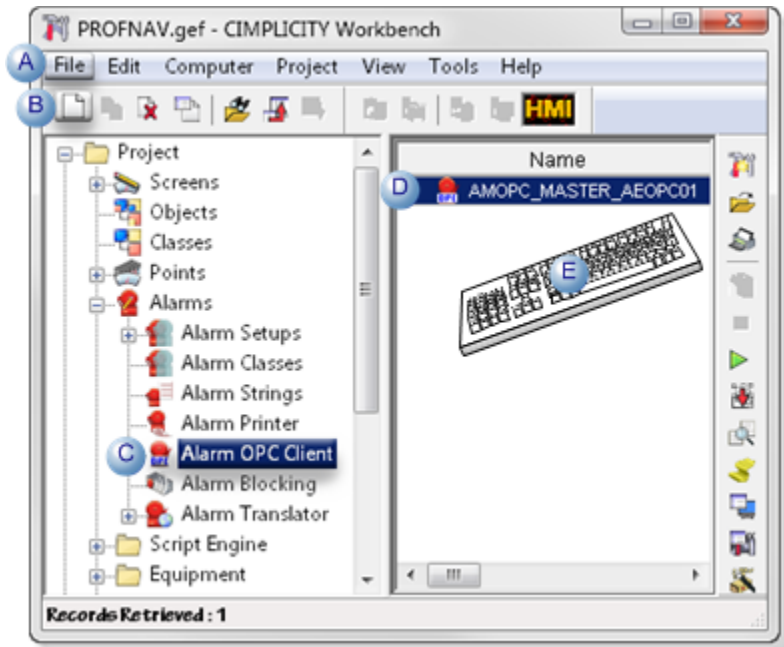 PROFNAV.gef - CIMPLICITY Workbench
A File Edit Computer Project View Tools Help
B HMI
Project
Screens
Objects
Classes
Points
Alarms
Alarm Setups
Alarm Classes
Alarm Strings
Alarm Printer
C Alarm OPC Client
Alarm Blocking
Alarm Translator
Script Engine
Equipment
Name
D OPC AMOPC_MASTER_AEOPC01
E
Records Retrieved : 1